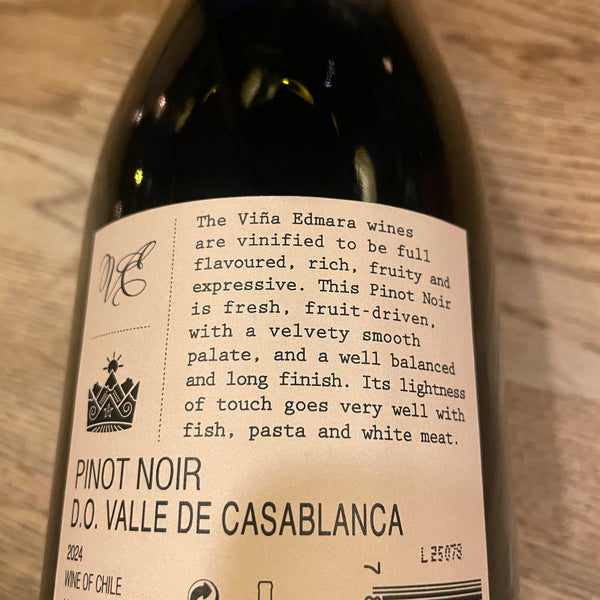 The Viña Edmara wines
are vinified to be full
flavoured, rich, fruity and
expressive. This Pinot Noir
is fresh, fruit-driven,
with a velvety smooth
palate, and a well balanced
and long finish. Its lightness
of touch goes very well with
fish, pasta and white meat.
VE
PINOT NOIR
D.O. VALLE DE CASABLANCA
2024
L25078
WINE OF CHILE